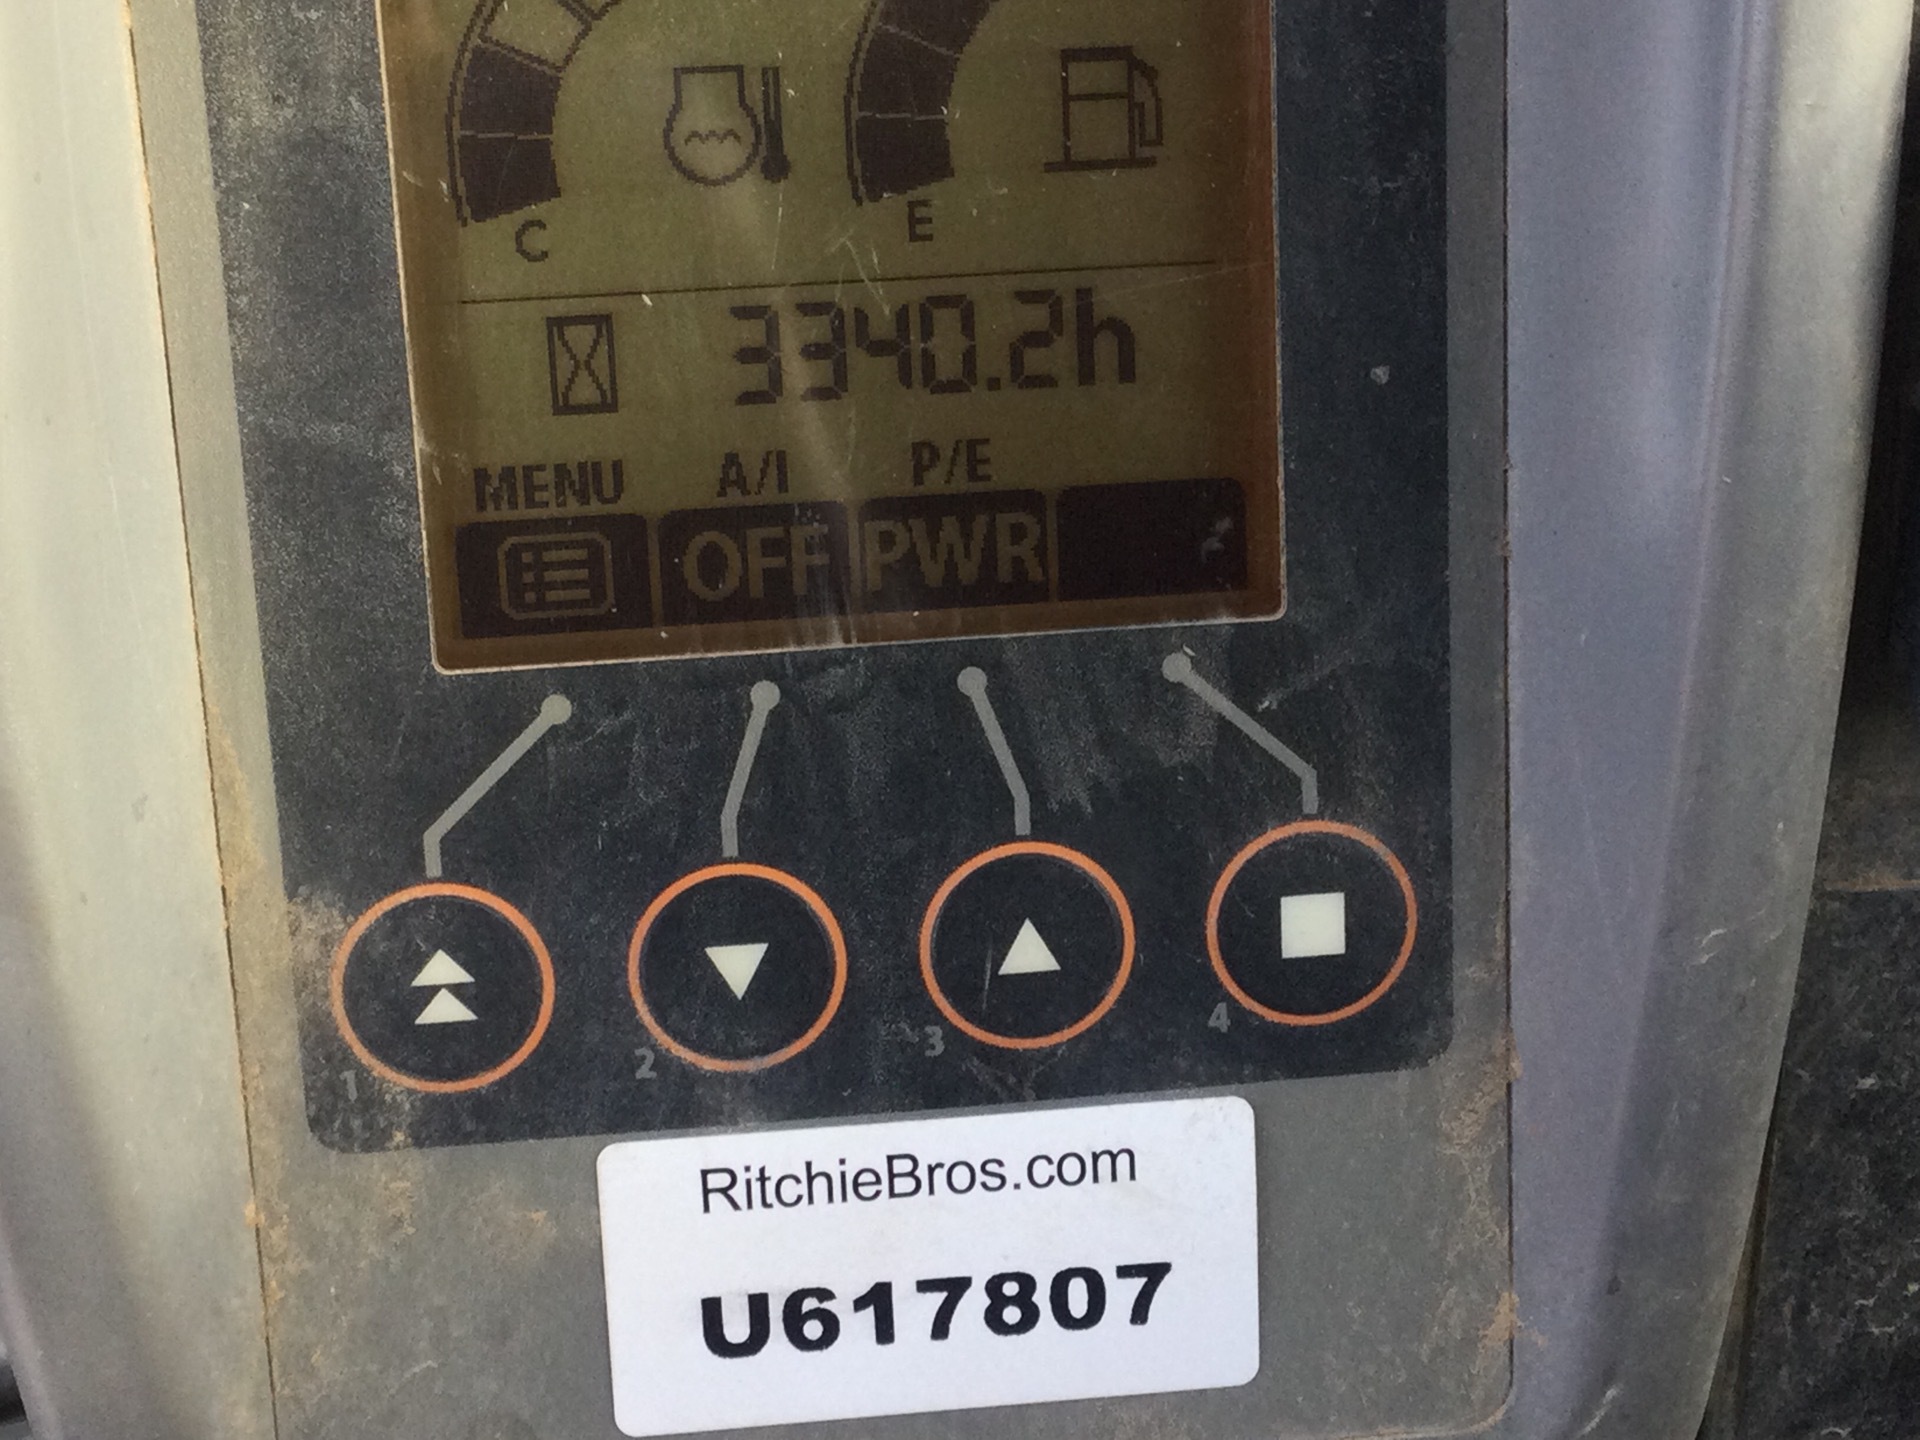 C E
3340.2h
MENU A/I P/E
OFF PWR
1 2 3 4
RitchieBros.com
U617807